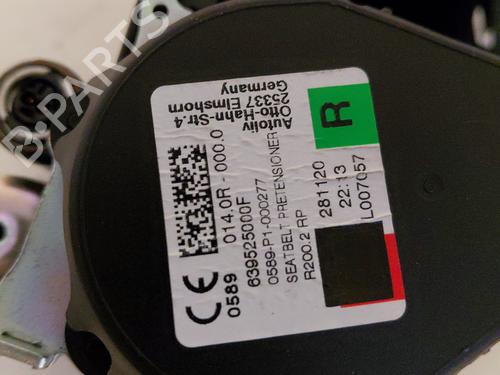 Autoliv
Otto-Hahn-Str.4
25337 Elmshorn
Germany
R
014.0R - 000.0
CE 0589
639525000F
0589-P1-000277
SEATBELT PRETENSIONER
R200.2 RP
281120
22:13
L007057
B-PARTS